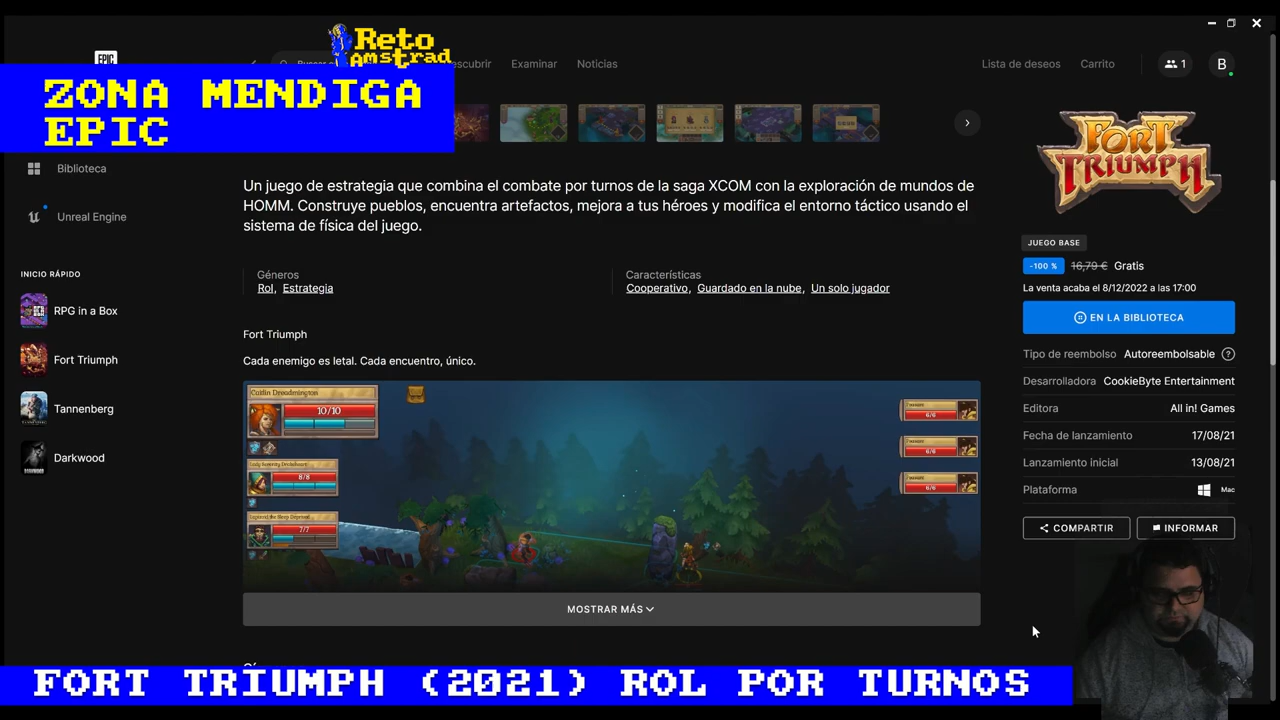 Reto
Amstrad
EPIC
ZONA MENDIGA
EPIC
Examinar
Noticias
Lista de deseos
Carrito
1
B
Biblioteca
Unreal Engine
INICIO RÁPIDO
RPG in a Box
Fort Triumph
Tannenberg
Darkwood
Un juego de estrategia que combina el combate por turnos de la saga XCOM con la exploración de mundos de
HOMM. Construye pueblos, encuentra artefactos, mejora a tus héroes y modifica el entorno táctico usando el
sistema de física del juego.
Géneros
Rol, Estrategia
Características
Cooperativo, Guardado en la nube, Un solo jugador
Fort Triumph
Cada enemigo es letal. Cada encuentro, único.
10/10
8/8
7/7
6/6
6/6
6/6
MOSTRAR MÁS
FORT
TRIUMPH
JUEGO BASE
-100 % 16,79 € Gratis
La venta acaba el 8/12/2022 a las 17:00
EN LA BIBLIOTECA
Tipo de reembolso Autoreembolsable ?
Desarrolladora CookieByte Entertainment
Editora All in! Games
Fecha de lanzamiento 17/08/21
Lanzamiento inicial 13/08/21
Plataforma Mac
COMPARTIR
INFORMAR
FORT TRIUMPH (2021) ROL POR TURNOS